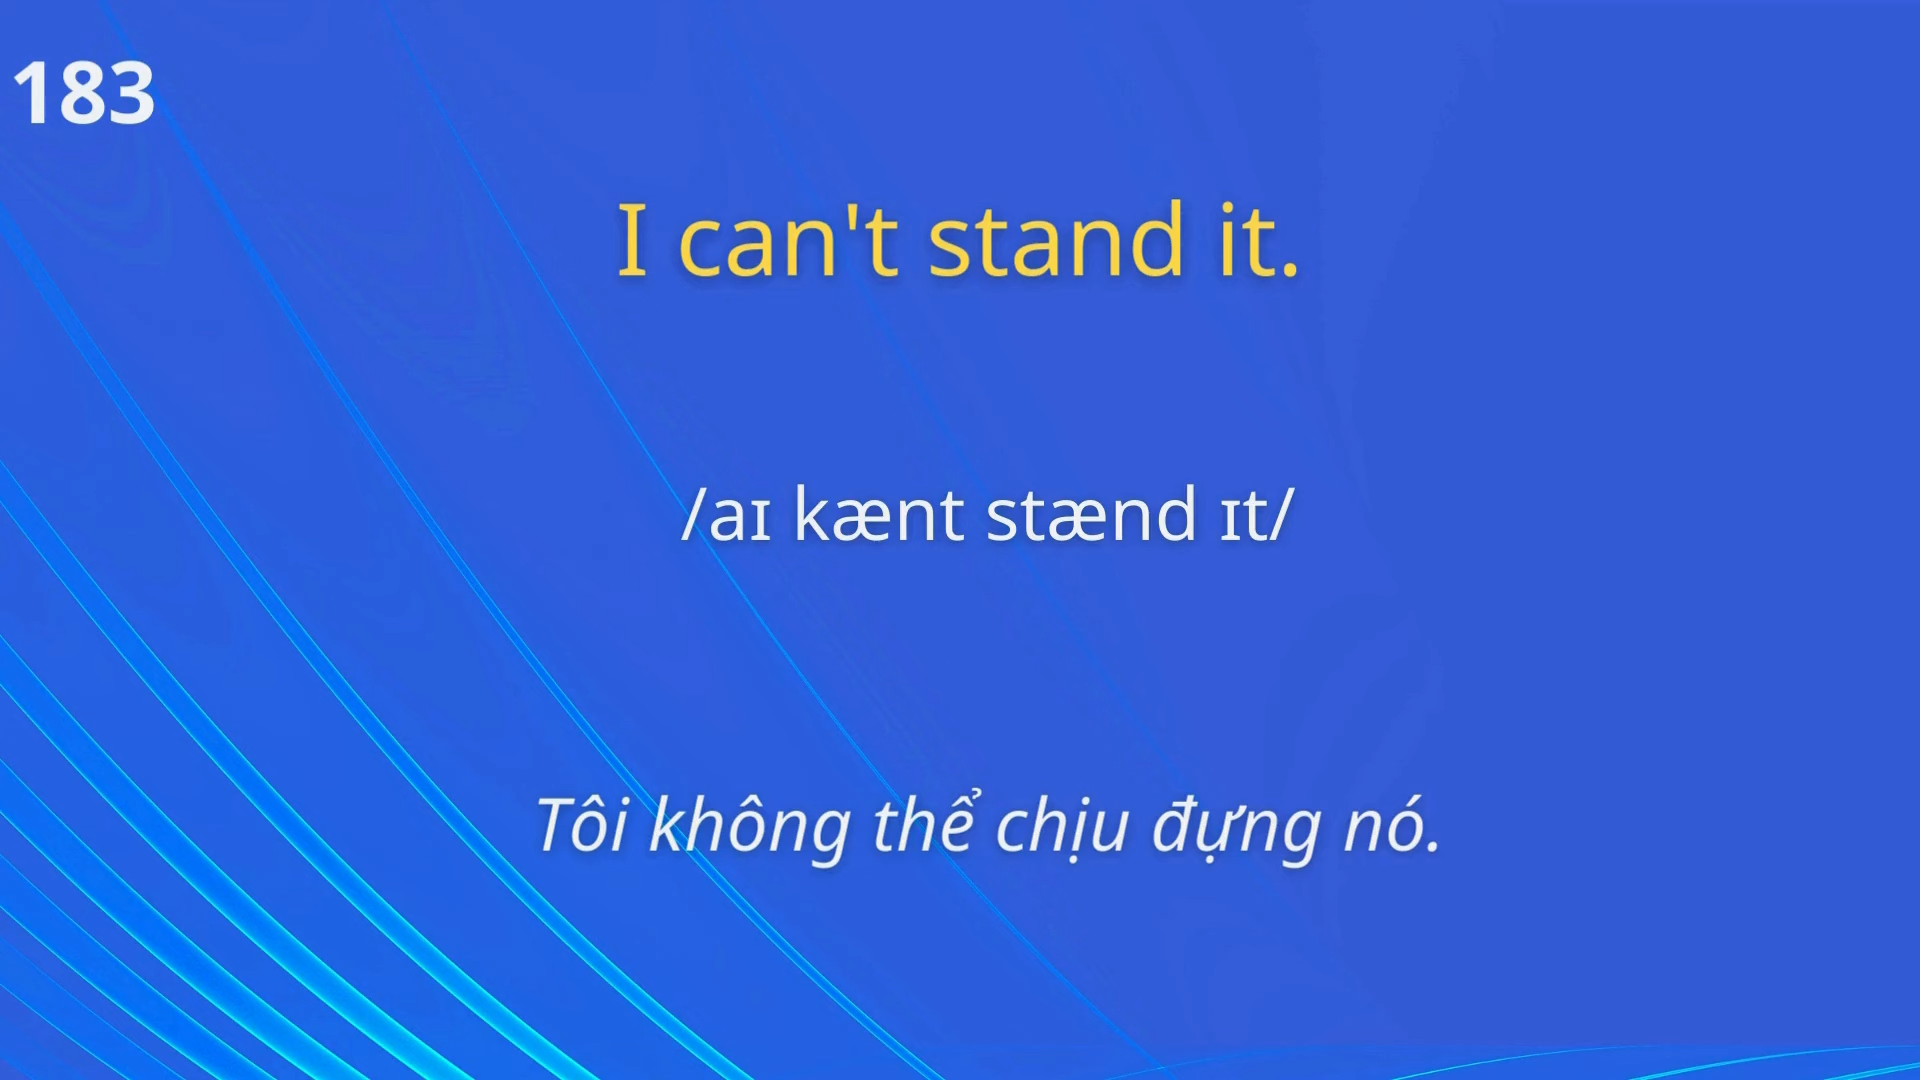 183
I can't stand it.
/aɪ kænt stænd ɪt/
Tôi không thể chịu đựng nó.